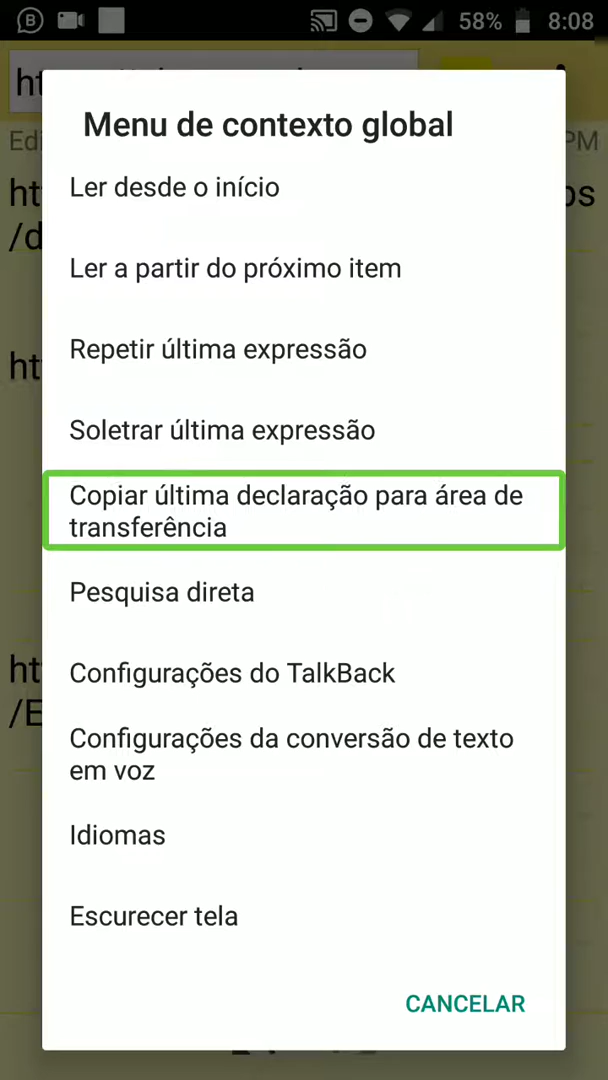 58% 8:08
Menu de contexto global
Ler desde o início
Ler a partir do próximo item
Repetir última expressão
Soletrar última expressão
Copiar última declaração para área de
transferência
Pesquisa direta
Configurações do TalkBack
Configurações da conversão de texto
em voz
Idiomas
Escurecer tela
CANCELAR